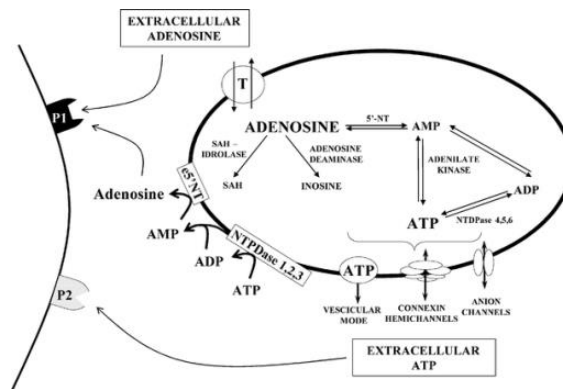 EXTRACELLULAR
ADENOSINE
P1
T
ADENOSINE
5'-NT
AMP
SAH –
IDROLASE
ADENOSINE
DEAMINASE
ADENILATE
KINASE
SAH
INOSINE
ADP
NTDPase 4,5,6
ATP
e5'NT
Adenosine
AMP
ADP
ATP
NTPDase 1,2,3
ATP
VESCICULAR
MODE
CONNEXIN
HEMICHANNELS
ANION
CHANNELS
P2
EXTRACELLULAR
ATP